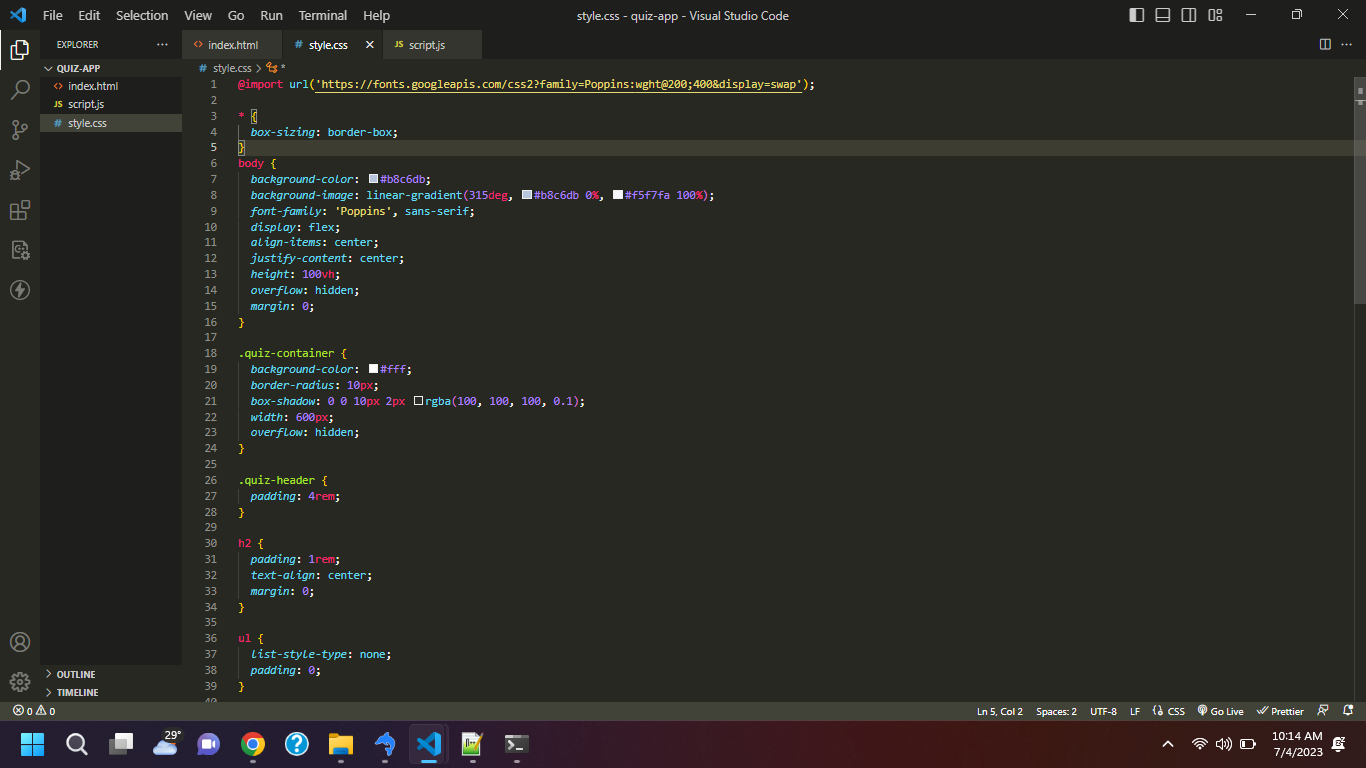 File Edit Selection Quiz View Go Run Terminal Help
style.css - quiz-app - Visual Studio Code
EXPLORER
QUIZ-APP
index.html
script.js
style.css
OUTLINE
TIMELINE
index.html style.css script.js
style.css > *
1 @import url('https://fonts.googleapis.com/css2?family=Poppins:wght@200;400&display=swap');
2
3 * {
4 box-sizing: border-box;
5 }
6 body {
7 background-color: #b8c6db;
8 background-image: linear-gradient(315deg, #b8c6db 0%, #f5f7fa 100%);
9 font-family: 'Poppins', sans-serif;
10 display: flex;
11 align-items: center;
12 justify-content: center;
13 height: 100vh;
14 overflow: hidden;
15 margin: 0;
16 }
17
18 .quiz-container {
19 background-color: #fff;
20 border-radius: 10px;
21 box-shadow: 0 0 10px 2px rgba(100, 100, 100, 0.1);
22 width: 600px;
23 overflow: hidden;
24 }
25
26 .quiz-header {
27 padding: 4rem;
28 }
29
30 h2 {
31 padding: 1rem;
32 text-align: center;
33 margin: 0;
34 }
35
36 ul {
37 list-style-type: none;
38 padding: 0;
39 }
40
0 0
Ln 5, Col 2 Spaces: 2 UTF-8 LF CSS Go Live Prettier
29°
10:14 AM
7/4/2023